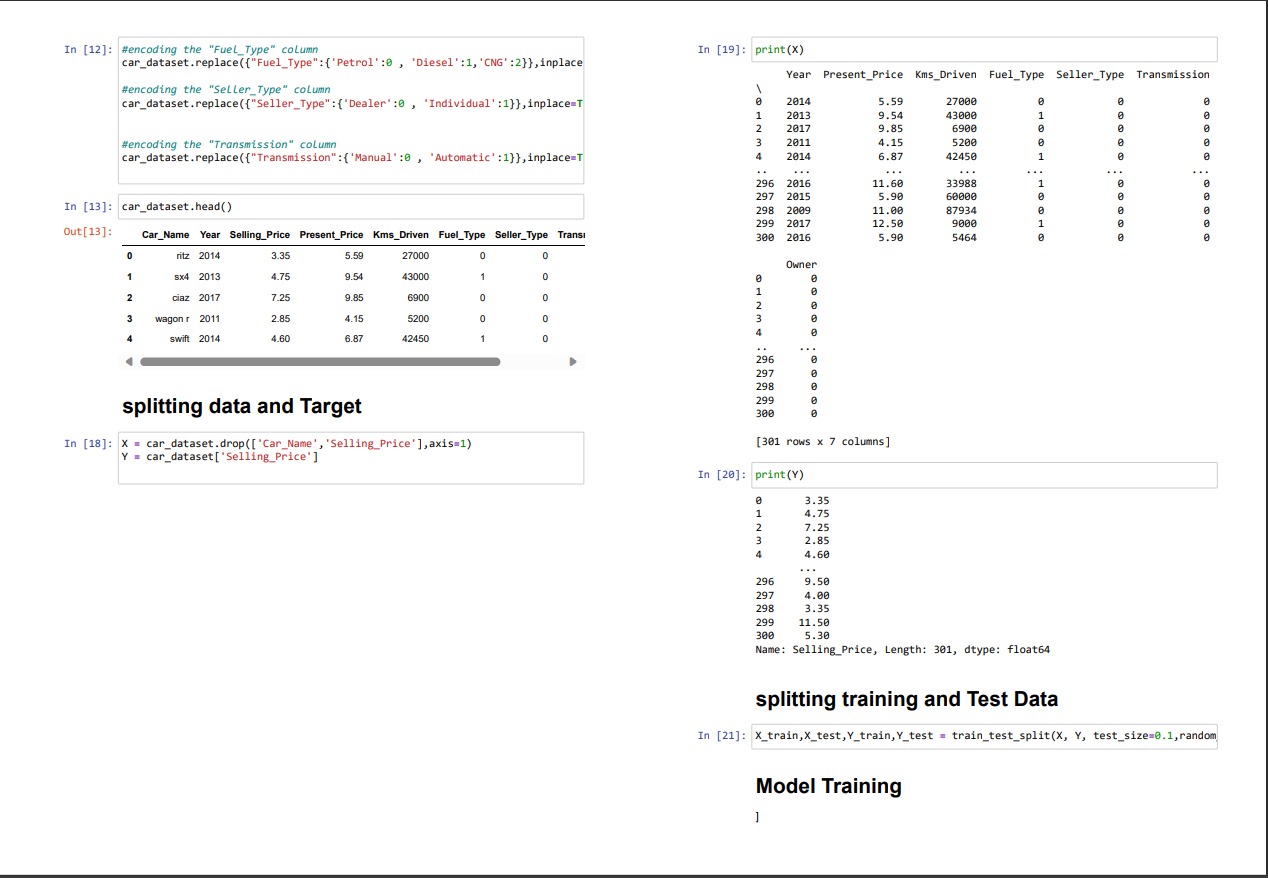 In [12]:
#encoding the "Fuel_Type" column
car_dataset.replace({"Fuel_Type":{'Petrol':0 , 'Diesel':1,'CNG':2}},inplace
#encoding the "Seller_Type" column
car_dataset.replace({"Seller_Type":{'Dealer':0 , 'Individual':1}},inplace=T
#encoding the "Transmission" column
car_dataset.replace({"Transmission":{'Manual':0 , 'Automatic':1}},inplace=T
In [13]: car_dataset.head()
Out[13]:
Car_Name Year Selling_Price Present_Price Kms_Driven Fuel_Type Seller_Type Transı
0 ritz 2014 3.35 5.59 27000 0 0
1 sx4 2013 4.75 9.54 43000 1 0
2 ciaz 2017 7.25 9.85 6900 0 0
3 wagon r 2011 2.85 4.15 5200 0 0
4 swift 2014 4.60 6.87 42450 1 0
splitting data and Target
In [18]:
X = car_dataset.drop(['Car_Name','Selling_Price'],axis=1)
Y = car_dataset['Selling_Price']
In [19]: print(X)
Year Present_Price Kms_Driven Fuel_Type Seller_Type Transmission
\
0 2014 5.59 27000 0 0 0
1 2013 9.54 43000 1 0 0
2 2017 9.85 6900 0 0 0
3 2011 4.15 5200 0 0 0
4 2014 6.87 42450 1 0 0
.. ... ... ... ... ... ...
296 2016 11.60 33988 1 0 0
297 2015 5.90 60000 0 0 0
298 2009 11.00 87934 0 0 0
299 2017 12.50 9000 1 0 0
300 2016 5.90 5464 0 0 0
Owner
0 0
1 0
2 0
3 0
4 0
.. ...
296 0
297 0
298 0
299 0
300 0
[301 rows x 7 columns]
In [20]: print(Y)
0 3.35
1 4.75
2 7.25
3 2.85
4 4.60
...
296 9.50
297 4.00
298 3.35
299 11.50
300 5.30
Name: Selling_Price, Length: 301, dtype: float64
splitting training and Test Data
In [21]: X_train,X_test,Y_train,Y_test = train_test_split(X, Y, test_size=0.1,random
Model Training
]